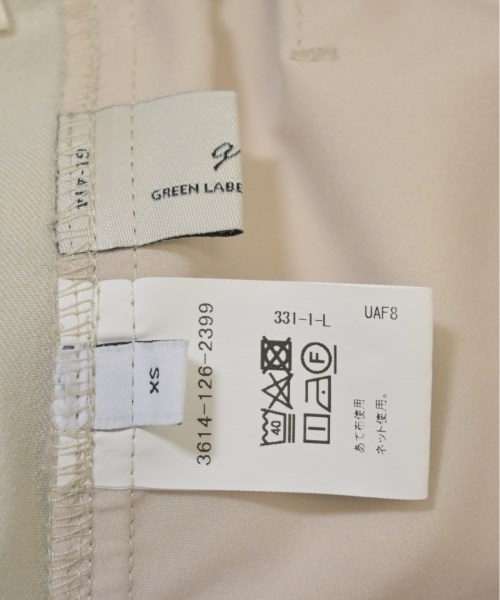 g
GREEN LABE
XS
3614-126-2399
331-1-L
UAF8
40
F
あて布使用
ネット使用。